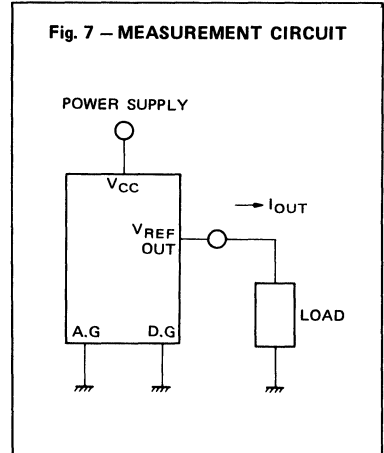 Fig. 7 — MEASUREMENT CIRCUIT
POWER SUPPLY
VCC
VREF
OUT
IOUT
LOAD
A.G
D.G